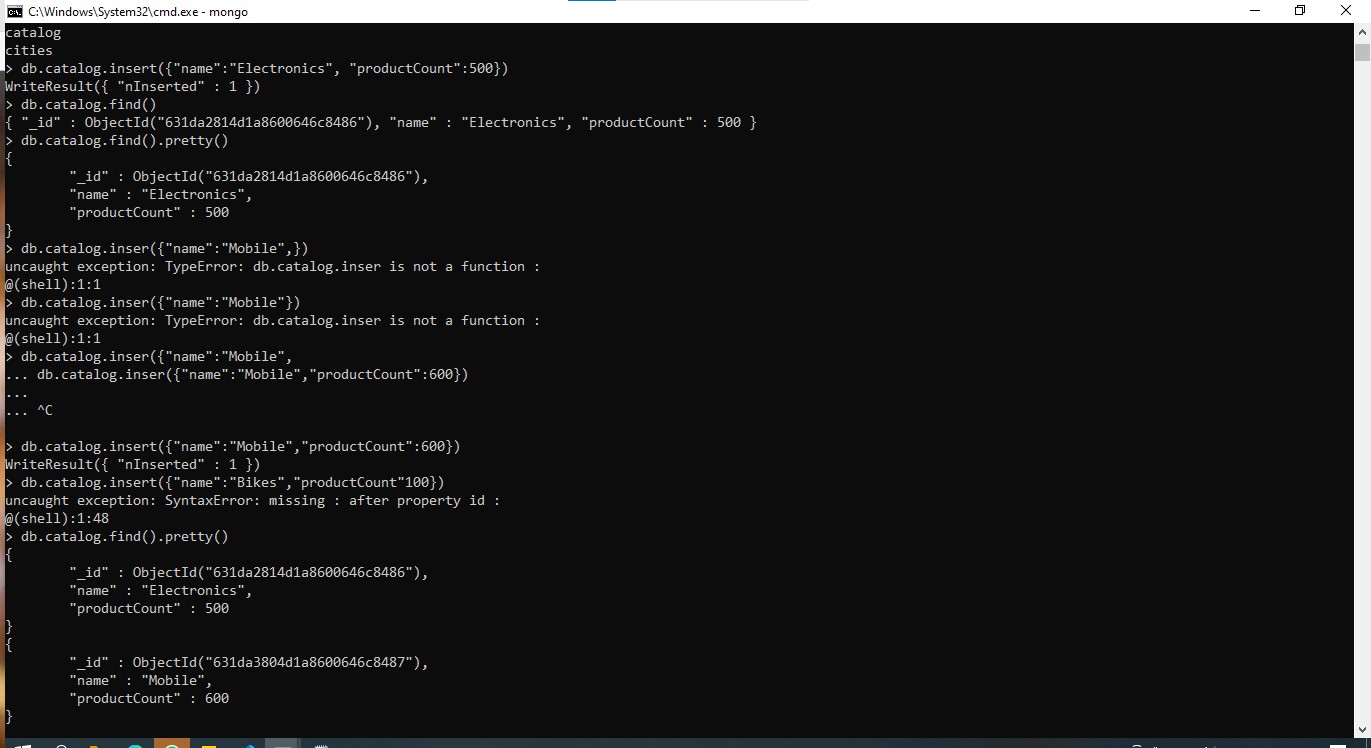 C:\Windows\System32\cmd.exe - mongo
catalog
cities
> db.catalog.insert({"name":"Electronics", "productCount":500})
WriteResult({ "nInserted" : 1 })
> db.catalog.find()
{ "_id" : ObjectId("631da2814d1a8600646c8486"), "name" : "Electronics", "productCount" : 500 }
> db.catalog.find().pretty()
{
        "_id" : ObjectId("631da2814d1a8600646c8486"),
        "name" : "Electronics",
        "productCount" : 500
}
> db.catalog.inser({"name":"Mobile",})
uncaught exception: TypeError: db.catalog.inser is not a function :
@(shell):1:1
> db.catalog.inser({"name":"Mobile"})
uncaught exception: TypeError: db.catalog.inser is not a function :
@(shell):1:1
> db.catalog.inser({"name":"Mobile",
... db.catalog.inser({"name":"Mobile","productCount":600})
...
... ^C

> db.catalog.insert({"name":"Mobile","productCount":600})
WriteResult({ "nInserted" : 1 })
> db.catalog.insert({"name":"Bikes","productCount"100})
uncaught exception: SyntaxError: missing : after property id :
@(shell):1:48
> db.catalog.find().pretty()
{
        "_id" : ObjectId("631da2814d1a8600646c8486"),
        "name" : "Electronics",
        "productCount" : 500
}
{
        "_id" : ObjectId("631da3804d1a8600646c8487"),
        "name" : "Mobile",
        "productCount" : 600
}